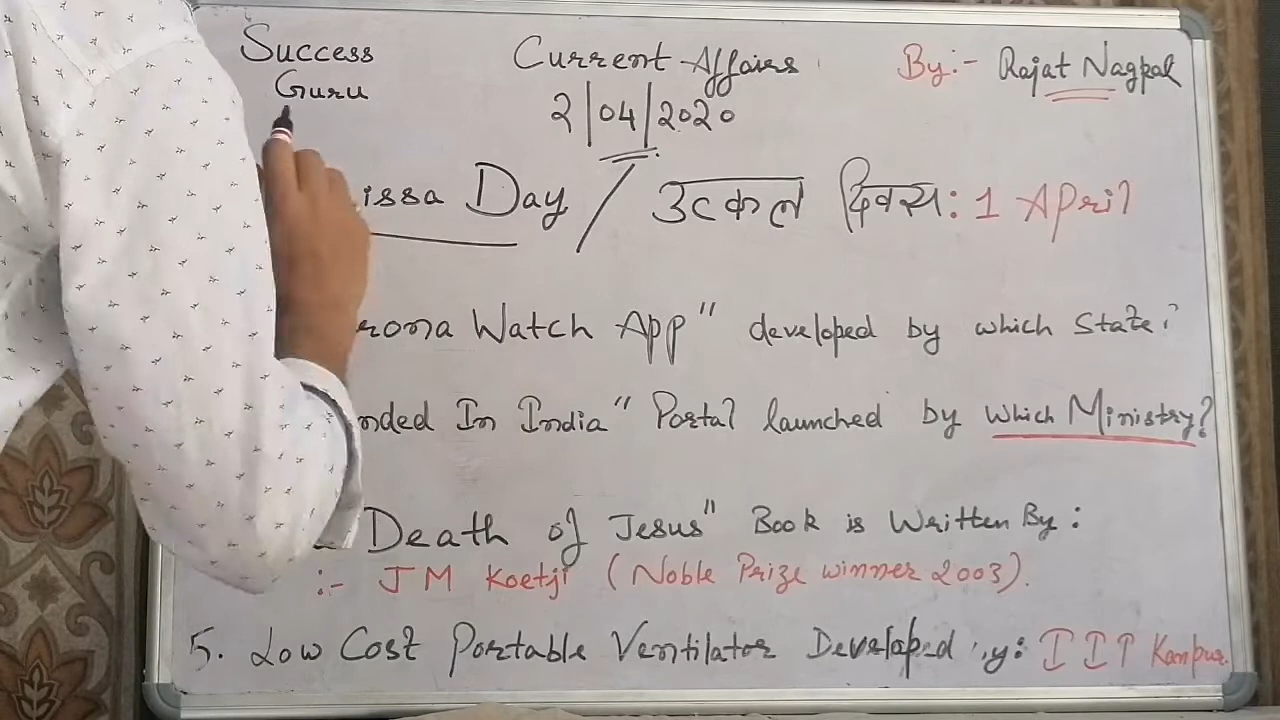 Success Guru
Current Affairs
2/04/2020
By:- Rajat Nagpal
issa Day / उत्कल दिवस: 1 April
rona Watch App" developed by which State?
nded In India" Portal launched by which Ministry?
Death of Jesus" Book is Written By:
:- J M Koetji (Noble Prize winner 2003).
5. Low Cost Portable Ventilator Developed y: IIT Kanpur.